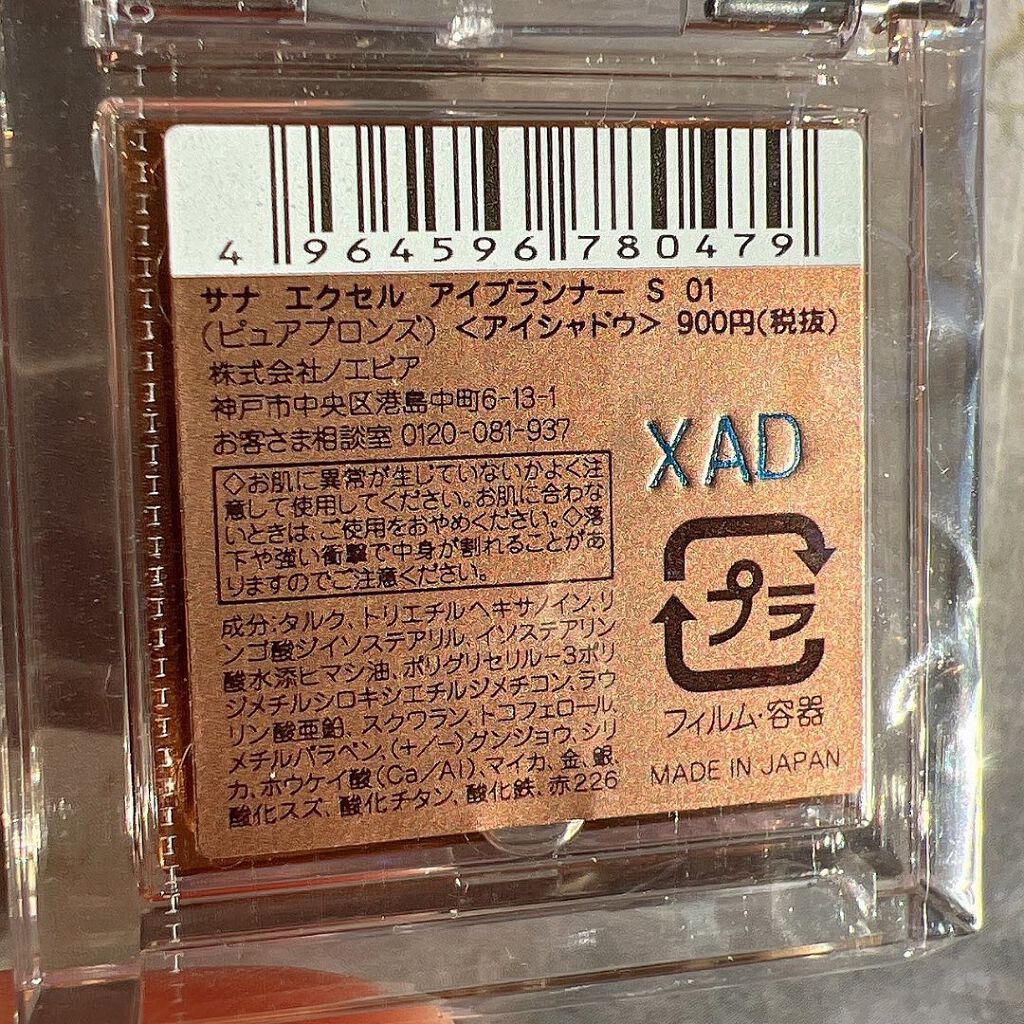 4 964596 780479
サナ エクセル アイプランナー S 01
(ピュアブロンズ) <アイシャドウ> 900円(税抜)
株式会社ノエビア
神戸市中央区港島中町6-13-1
お客さま相談室 0120-081-937
◇お肌に異常が生じていないかよく注
意して使用してください。お肌に合わな
いときは、ご使用をおやめください。◇落
下や強い衝撃で中身が割れることがあ
りますのでご注意ください。
成分:タルク、トリエチルヘキサノイン、リ
ンゴ酸ジイソステアリル、イソステアリン
酸水添ヒマシ油、ポリグリセリル-3ポリ
ジメチルシロキシエチルジメチコン、ラウ
リン酸亜鉛、スクワラン、トコフェロール、
メチルパラベン、(+/-)グンジョウ、シリ
カ、ホウケイ酸(Ca/Al)、マイカ、金、銀、
酸化スズ、酸化チタン、酸化鉄、赤226
XAD
プラ
フィルム・容器
MADE IN JAPAN